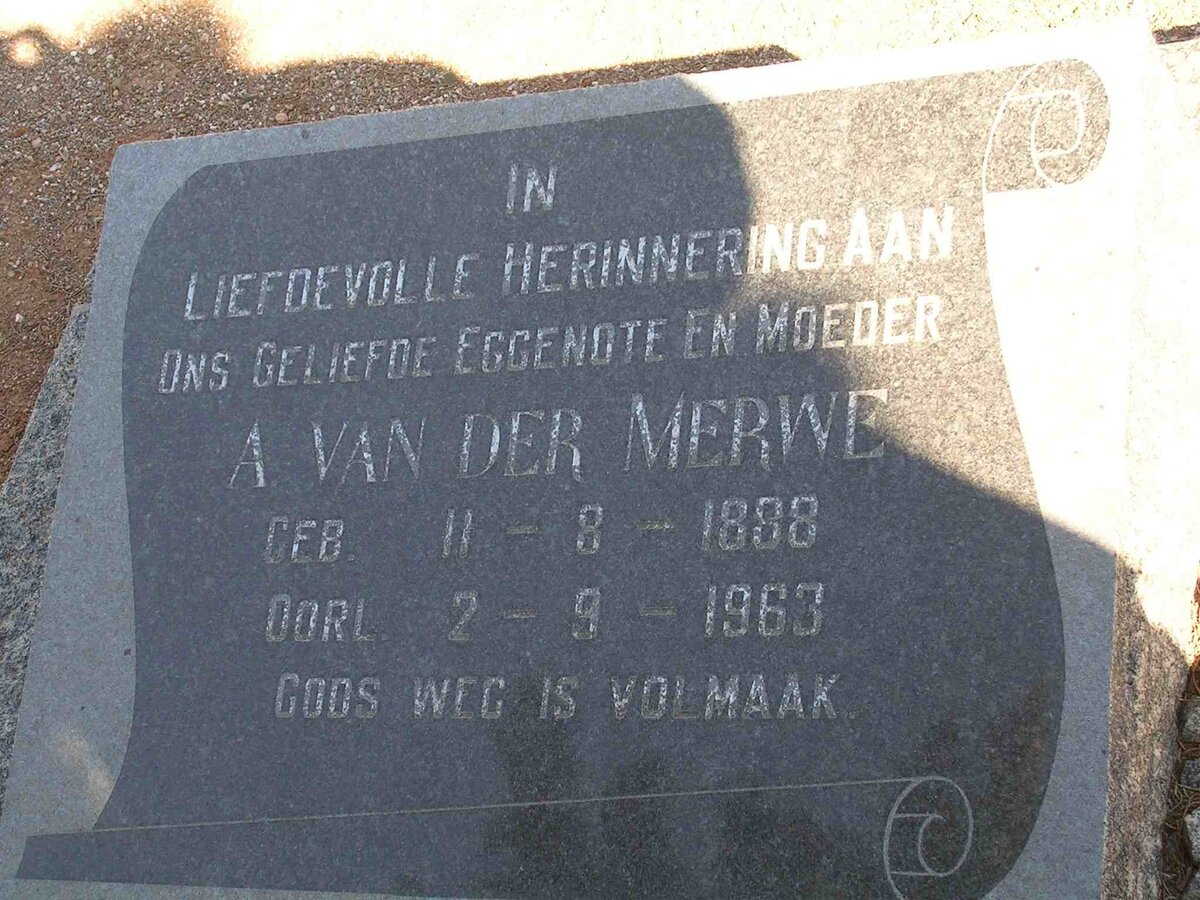 IN
LIEFDEVOLLE HERINNERING AAN
ONS GELIEFDE EGGENOTE EN MOEDER
A VAN DER MERWE
GEB. 11 - 8 - 1898
OORL. 2 - 9 - 1963
GODS WEG IS VOLMAAK.